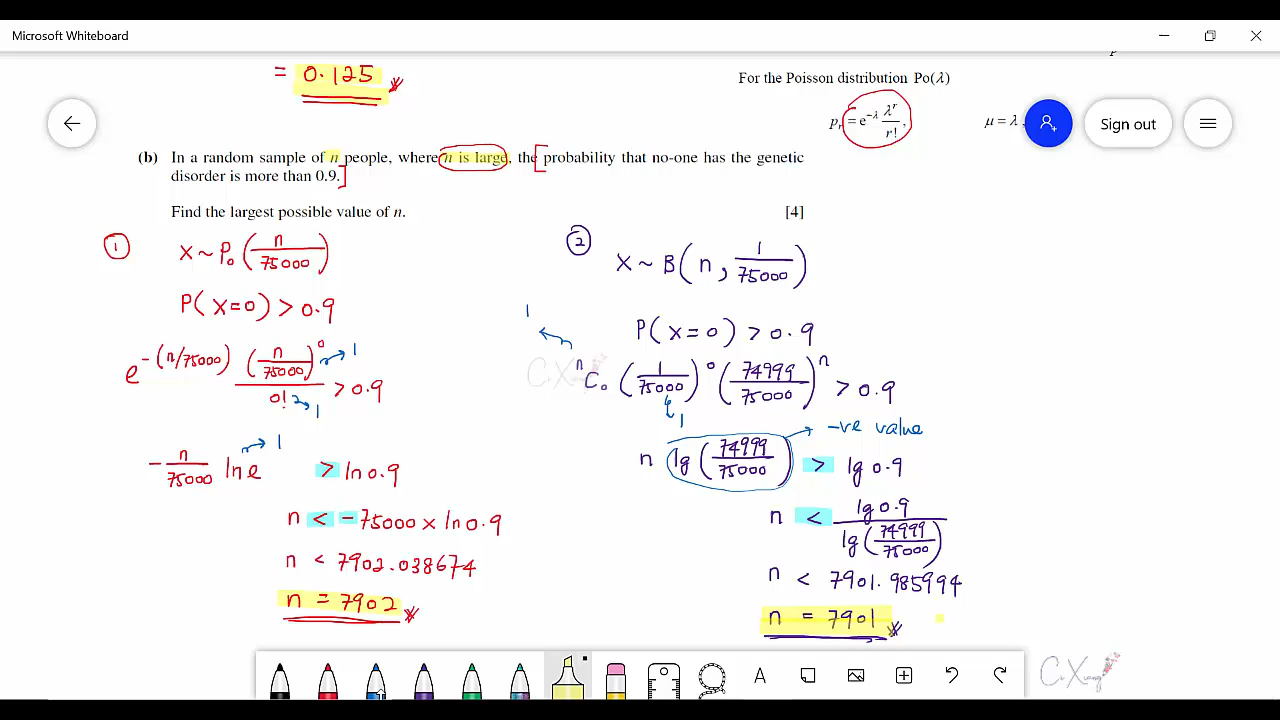 Microsoft Whiteboard
= 0.125
For the Poisson distribution Po(λ)
pᵣ = e^{-λ} λ^r/r!,
μ = λ,
Sign out
(b) In a random sample of n people, where n is large, the probability that no-one has the genetic
disorder is more than 0.9.
Find the largest possible value of n.
[4]
①
X ~ Po (n/75000)
P(X=0) > 0.9
e^{-(n/75000)} (n/75000)^0 / 0! > 0.9
1
1
- n/75000 ln e > ln 0.9
1
n < -75000 × ln 0.9
n < 7902.038674
n = 7902
②
X ~ B(n, 1/75000)
P(X=0) > 0.9
1
ⁿC₀ (1/75000)^0 (74999/75000)^n > 0.9
1
-ve value
n lg (74999/75000) > lg 0.9
n < lg 0.9 / lg (74999/75000)
n < 7901.985994
n = 7901
A
C.Xiang